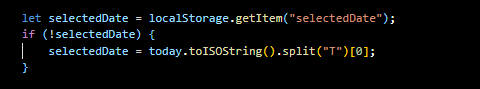 let selectedDate = localStorage.getItem("selectedDate");
if (!selectedDate) {
    selectedDate = today.toISOString().split("T")[0];
}